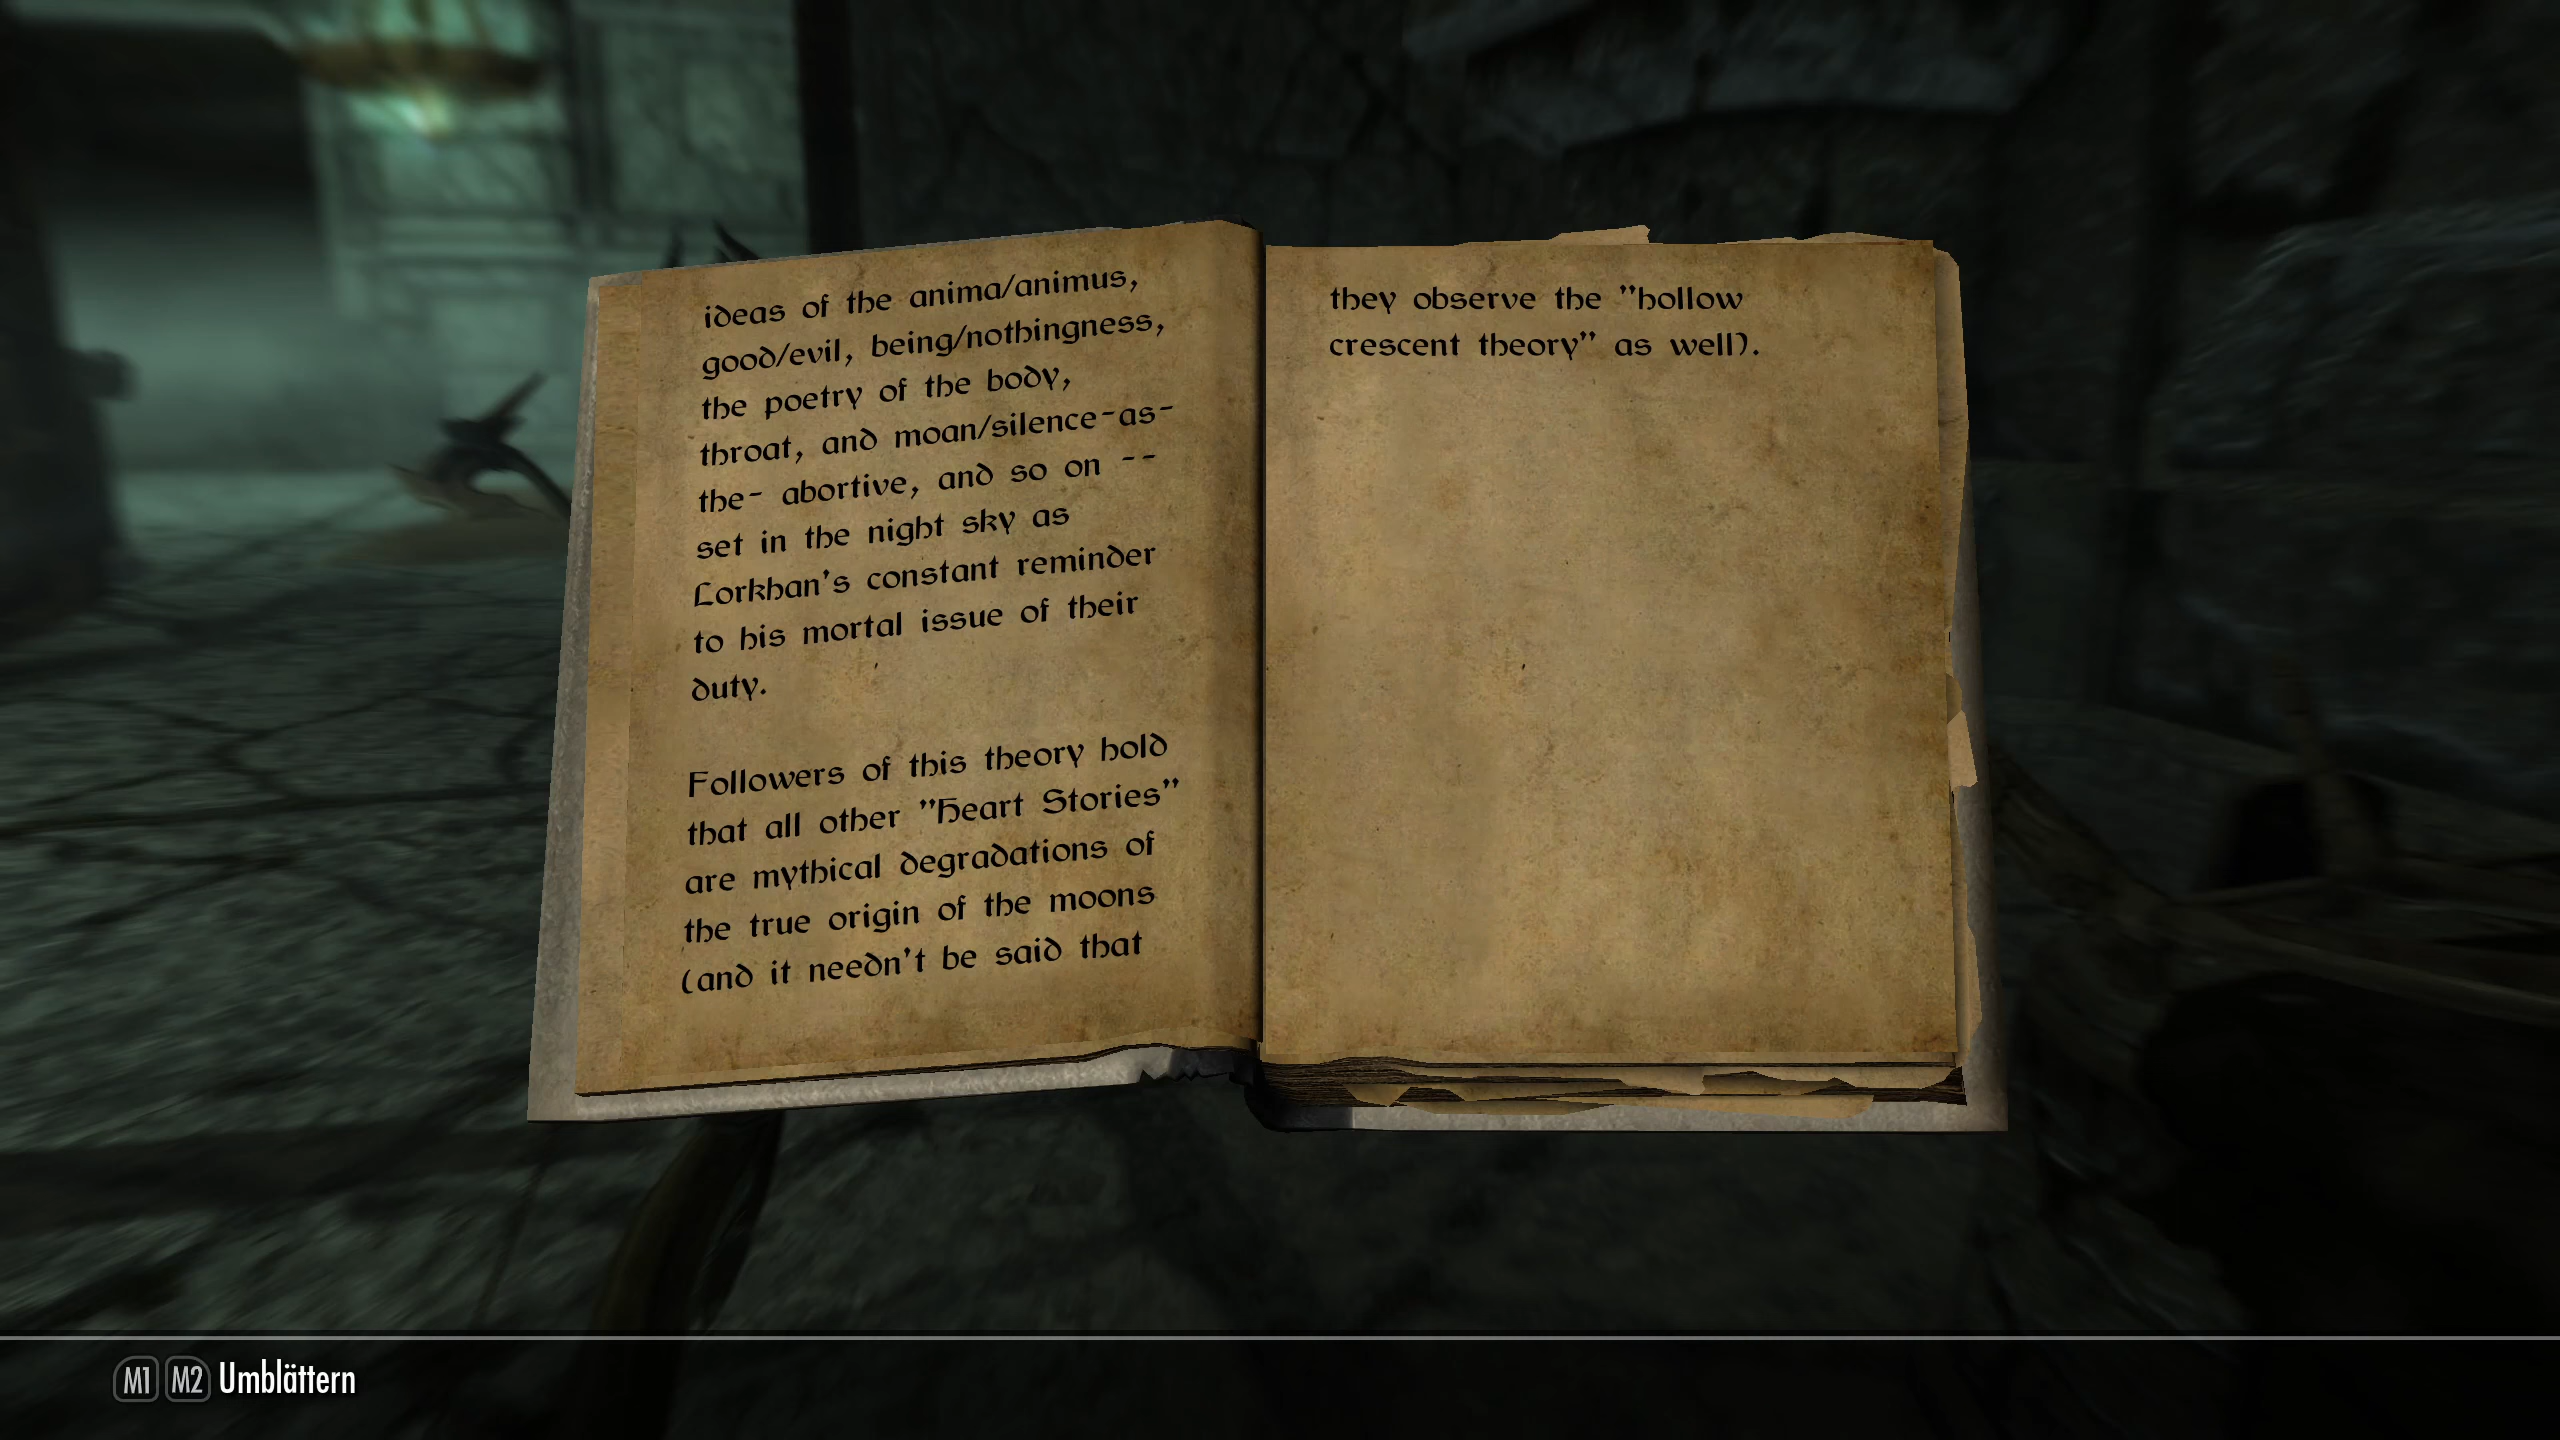 ideas of the anima/animus,
good/evil, being/nothingness,
the poetry of the body,
throat, and moan/silence-as-
the- abortive, and so on --
set in the night sky as
Lorkhan's constant reminder
to his mortal issue of their
duty.
Followers of this theory hold
that all other "Heart Stories"
are mythical degradations of
the true origin of the moons
(and it needn't be said that
they observe the "hollow
crescent theory" as well).
M1 M2 Umblättern